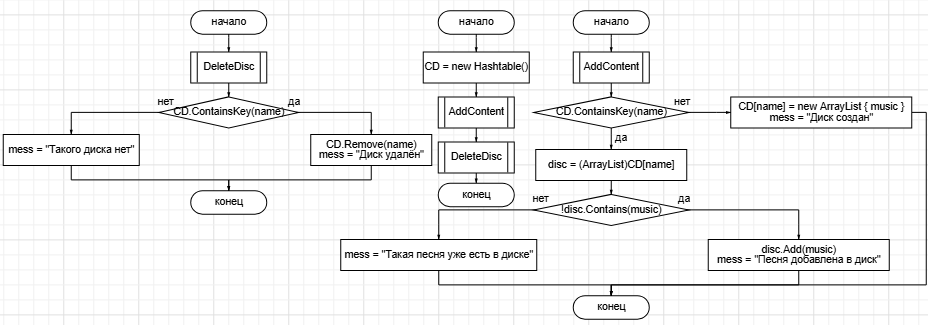 начало
DeleteDisc
CD.ContainsKey(name)
нет
да
mess = "Такого диска нет"
CD.Remove(name)
mess = "Диск удалён"
конец
начало
CD = new Hashtable()
AddContent
DeleteDisc
конец
начало
AddContent
CD.ContainsKey(name)
нет
CD[name] = new ArrayList { music }
mess = "Диск создан"
да
disc = (ArrayList)CD[name]
!disc.Contains(music)
нет
да
mess = "Такая песня уже есть в диске"
disc.Add(music)
mess = "Песня добавлена в диск"
конец